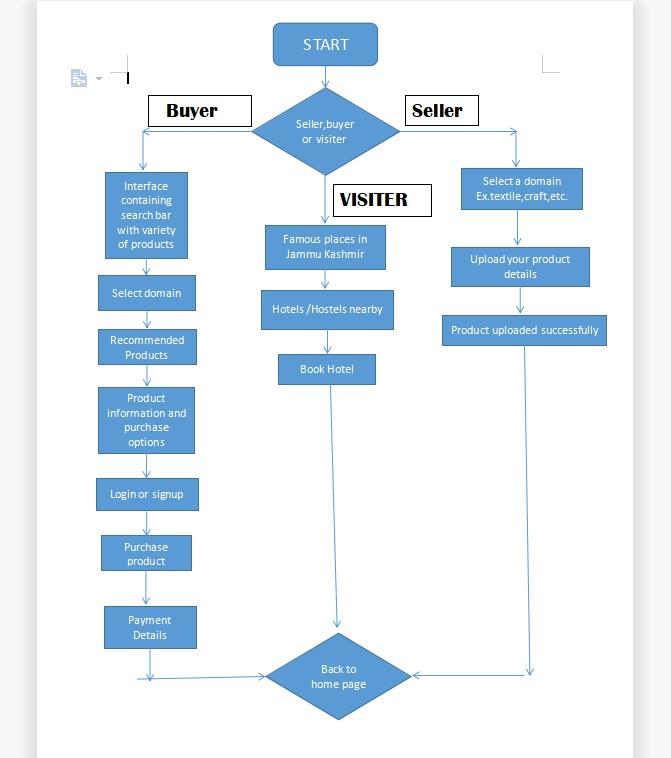 START
Seller,buyer
or visiter
Buyer
Seller
VISITER
Interface
containing
search bar
with variety
of products
Select domain
Recommended
Products
Product
information and
purchase
options
Login or signup
Purchase
product
Payment
Details
Famous places in
Jammu Kashmir
Hotels /Hostels nearby
Book Hotel
Select a domain
Ex.textile,craft,etc.
Upload your product
details
Product uploaded successfully
Back to
home page